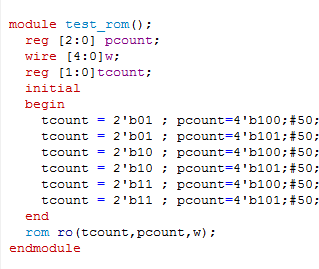 module test_rom();
reg [2:0] pcount;
wire [4:0]w;
reg [1:0]tcount;
initial
begin
tcount = 2'b01 ; pcount=4'b100;#50;
tcount = 2'b01 ; pcount=4'b101;#50;
tcount = 2'b10 ; pcount=4'b100;#50;
tcount = 2'b10 ; pcount=4'b101;#50;
tcount = 2'b11 ; pcount=4'b100;#50;
tcount = 2'b11 ; pcount=4'b101;#50;
end
rom ro(tcount,pcount,w);
endmodule